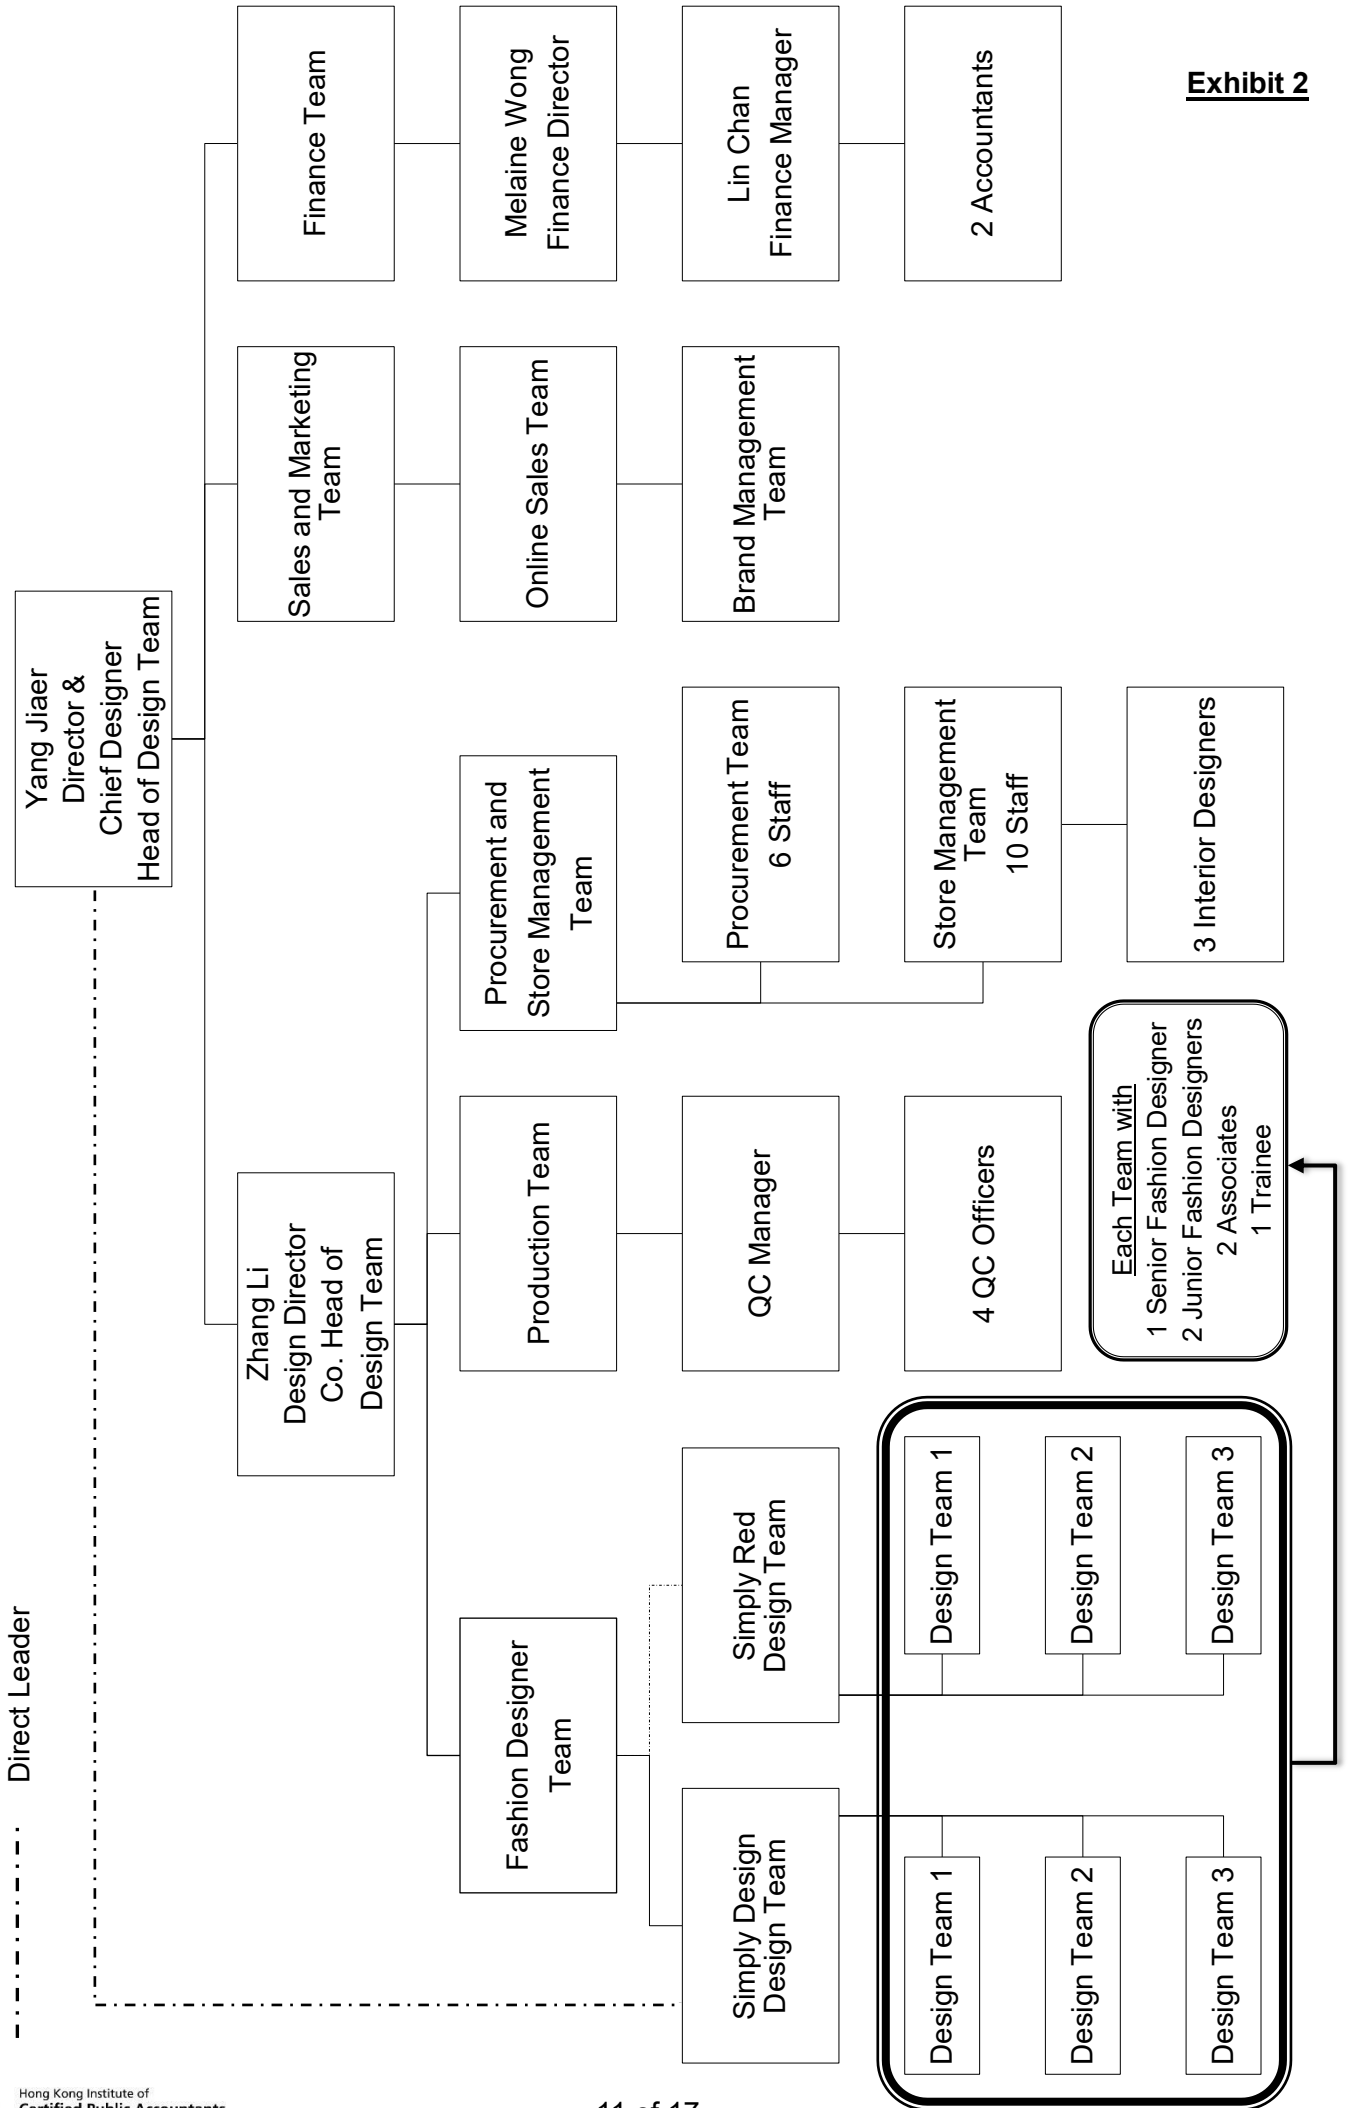 Exhibit 2
Direct Leader
Yang Jiaer
Director &
Chief Designer
Head of Design Team
Zhang Li
Design Director
Co. Head of
Design Team
Sales and Marketing
Team
Finance Team
Fashion Designer
Team
Production Team
Procurement and
Store Management
Team
Online Sales Team
Melaine Wong
Finance Director
Simply Design
Design Team
Simply Red
Design Team
QC Manager
Procurement Team
6 Staff
Brand Management
Team
Lin Chan
Finance Manager
Design Team 1
Design Team 1
4 QC Officers
Store Management
Team
10 Staff
2 Accountants
Design Team 2
Design Team 2
Each Team with
1 Senior Fashion Designer
2 Junior Fashion Designers
2 Associates
1 Trainee
3 Interior Designers
Design Team 3
Design Team 3
Hong Kong Institute of
Certified Public Accountants
11 of 17